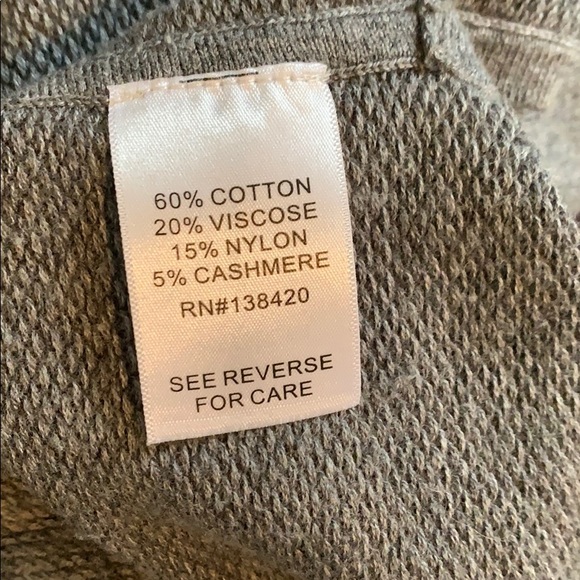 60% COTTON
20% VISCOSE
15% NYLON
5% CASHMERE
RN#138420
SEE REVERSE
FOR CARE